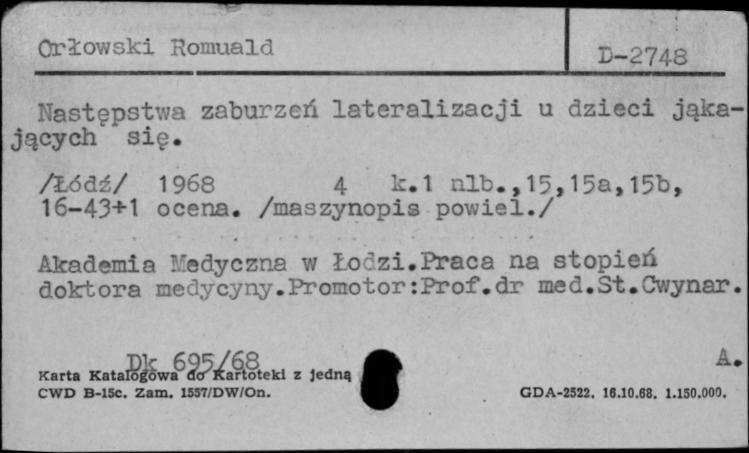 Orłowski Romuald
D-2748
Następstwa zaburzeń lateralizacji u dzieci jąka-
jących się.
/Łódź/ 1968 4 k.1 nlb.,15,15a,15b,
16-43+1 ocena. /maszynopis powiel./
Akademia Medyczna w Łodzi.Praca na stopień
doktora medycyny.Promotor:Prof.dr med.St.Cwynar.
Dk 695/68 A.
Karta Katalogowa do Kartoteki z jedną
CWD B-15c. Zam. 1557/DW/On. GDA-2522. 16.10.68. 1.150.000.